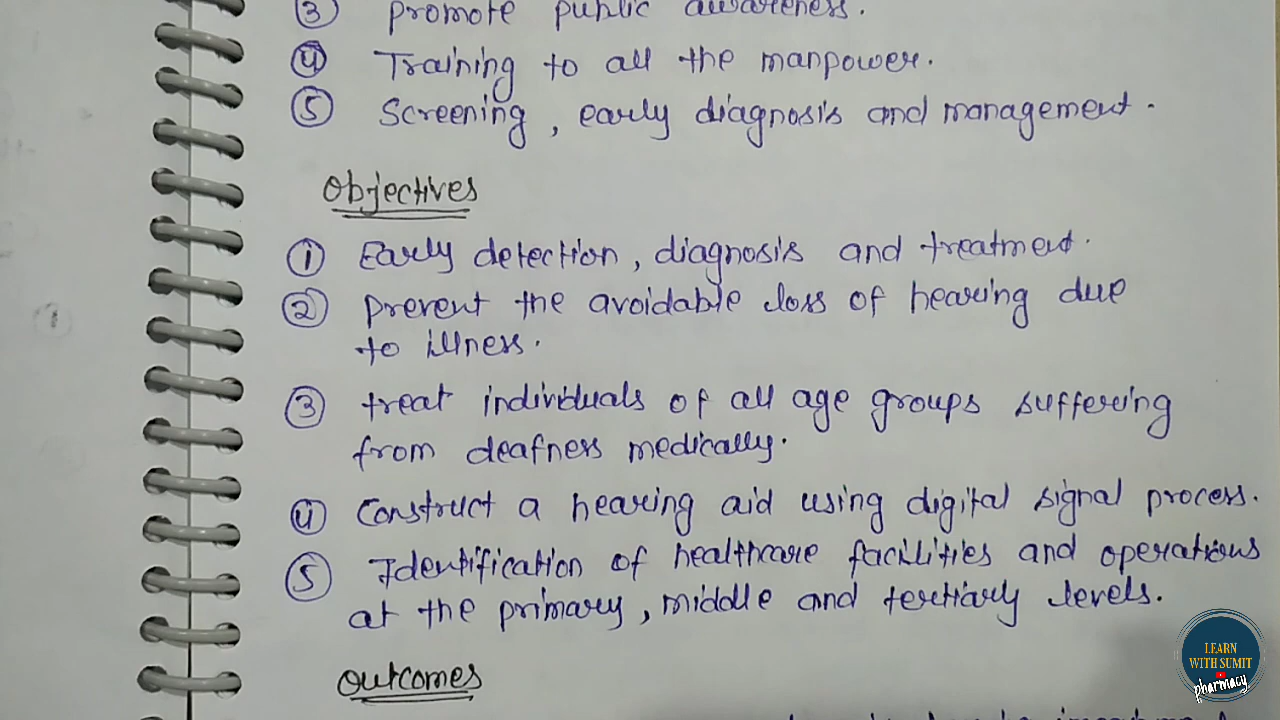 ③ promote public awareness.
④ Training to all the manpower.
⑤ Screening, early diagnosis and management.
Objectives
① Early detection, diagnosis and treatment.
② prevent the avoidable loss of hearing due
to illness.
③ treat individuals of all age groups suffering
from deafness medically.
④ Construct a hearing aid using digital signal process.
⑤ Identification of healthcare facilities and operations
at the primary, middle and tertiary levels.
Outcomes
LEARN
WITH SUMIT
pharmacy